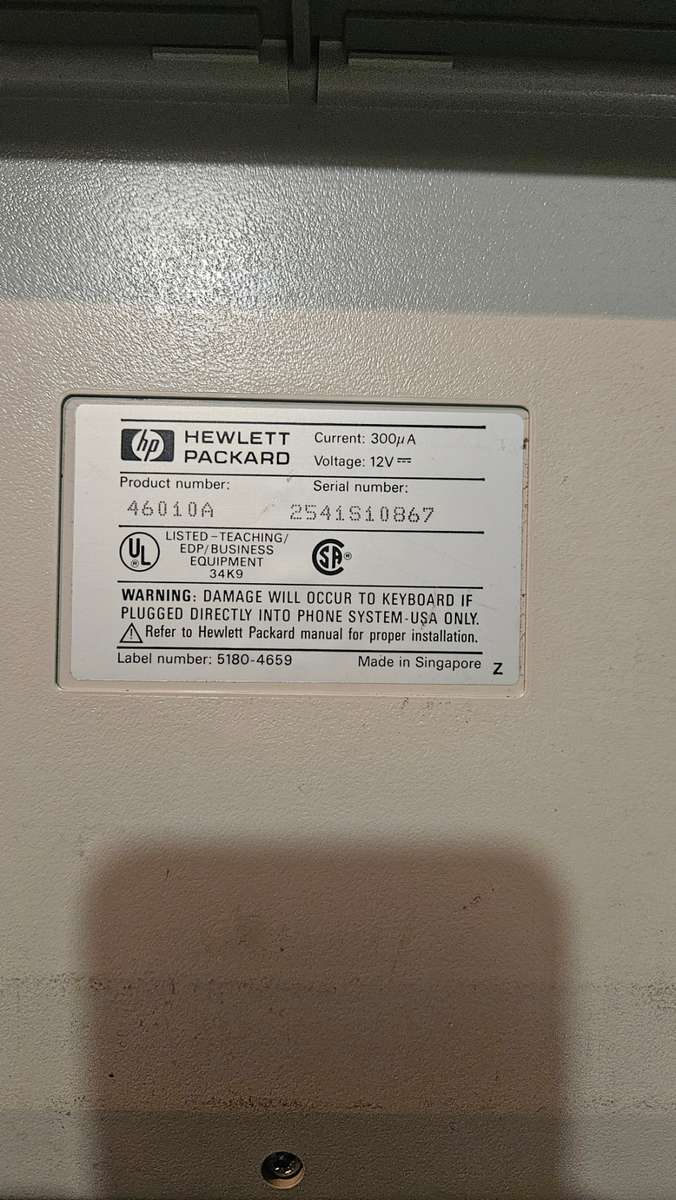 hp HEWLETT PACKARD
Current: 300µA
Voltage: 12V
Product number:
46010A
Serial number:
2541S10867
UL ®
LISTED-TEACHING/
EDP/BUSINESS
EQUIPMENT
34K9
SA ®
WARNING: DAMAGE WILL OCCUR TO KEYBOARD IF
PLUGGED DIRECTLY INTO PHONE SYSTEM-USA ONLY.
Refer to Hewlett Packard manual for proper installation.
Label number: 5180-4659
Made in Singapore
Z